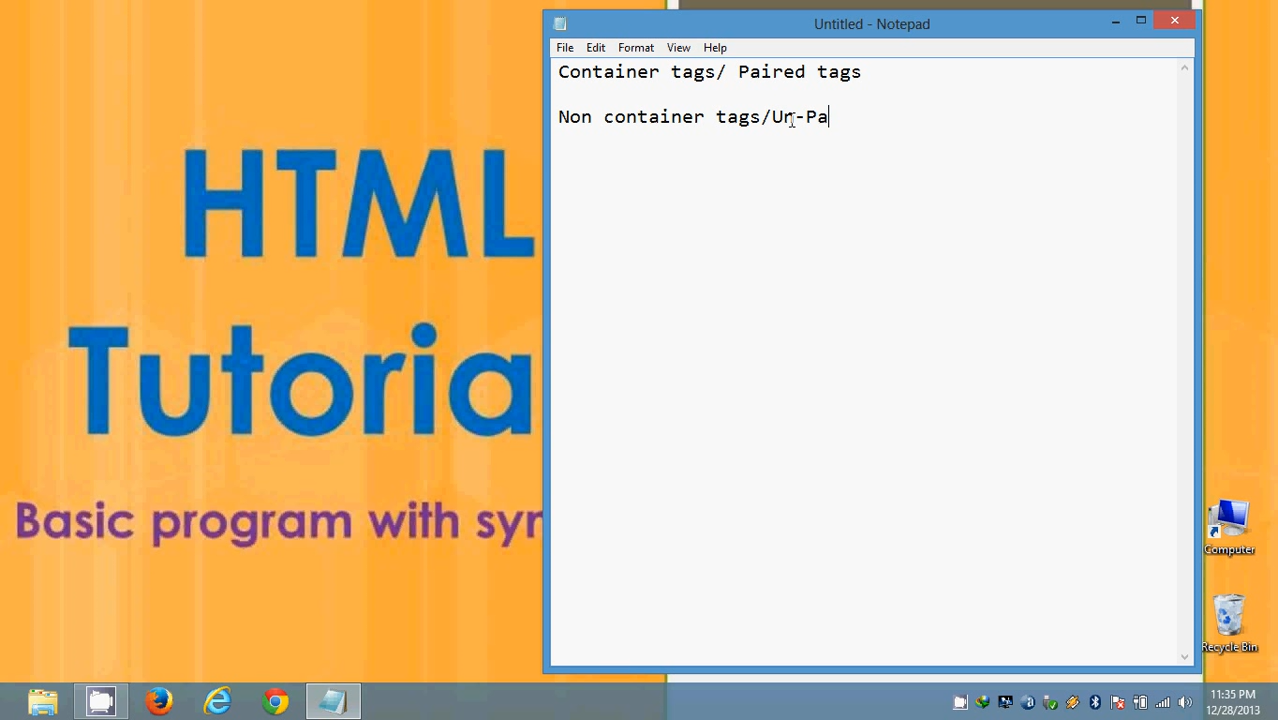 HTML
Tutoria
Basic program with syn
Untitled - Notepad
File Edit Format View Help
Container tags/ Paired tags
Non container tags/Un-Pa
Computer
Recycle Bin
11:35 PM
12/28/2013